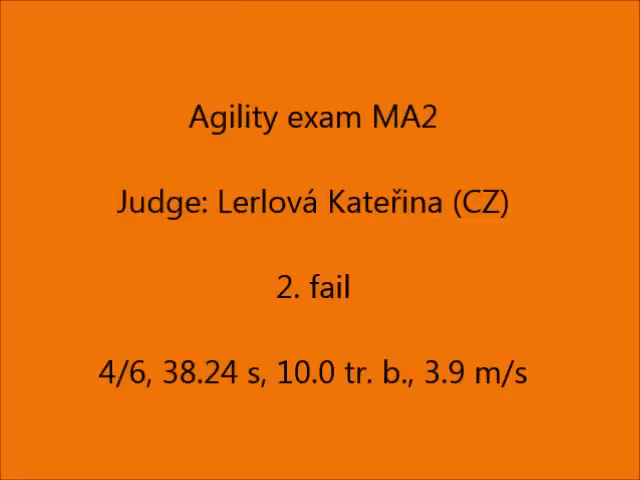 Agility exam MA2
Judge: Lerlová Kateřina (CZ)
2. fail
4/6, 38.24 s, 10.0 tr. b., 3.9 m/s